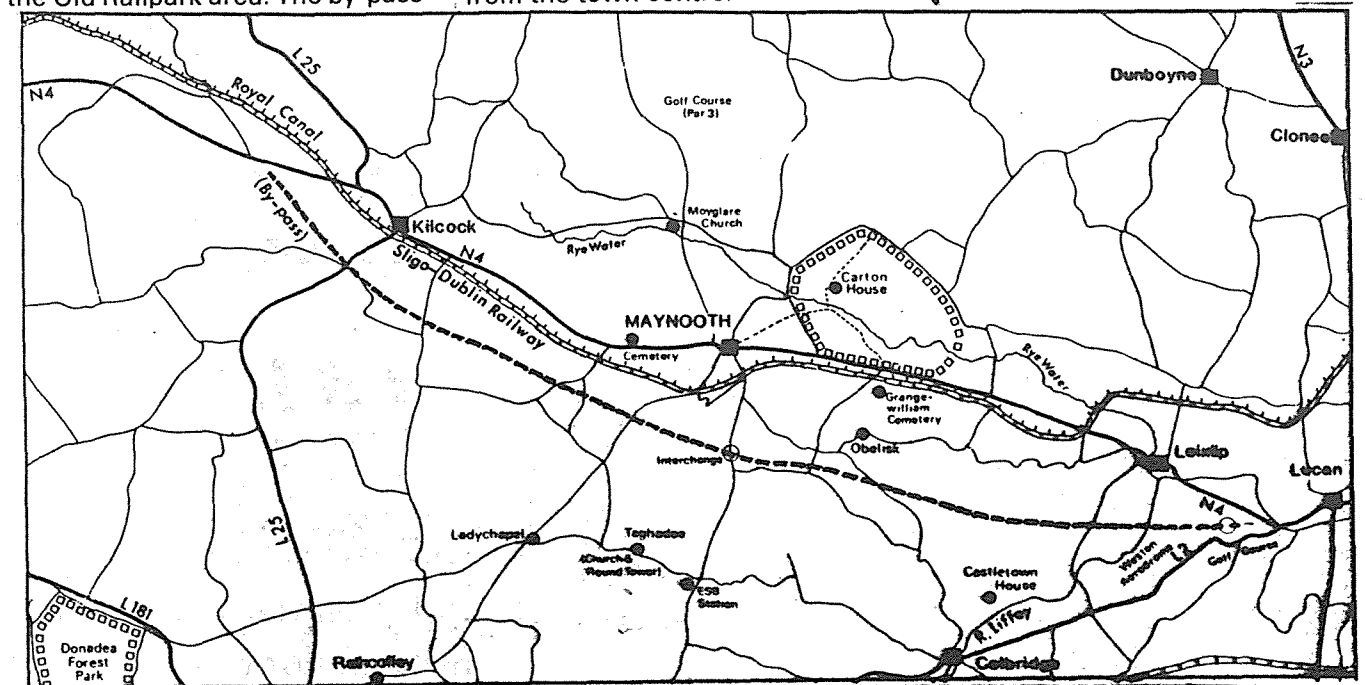 the Old Railpark area. The by-pass
from the town centre.
N3
L25
Dunboyne
N4
Royal Canal
Golf Course
(Par 3)
Clonee
(By-pass)
Moyglare
Church
Kilcock
Rye Water
N4
Sligo-Dublin Railway
Carton
House
MAYNOOTH
Cemetery
Rye Water
Grange-
william
Cemetery
Obelisk
Interchange
Leixlip
Lucan
N4
L25
Ladychapel
Taghadoe
(Church &
Round Tower)
ESB
Station
Castletown
House
Weston
Aerodrome
L2
Golf Course
L181
R. Liffey
Donadea
Forest
Park
Rathcoffey
Celbridge